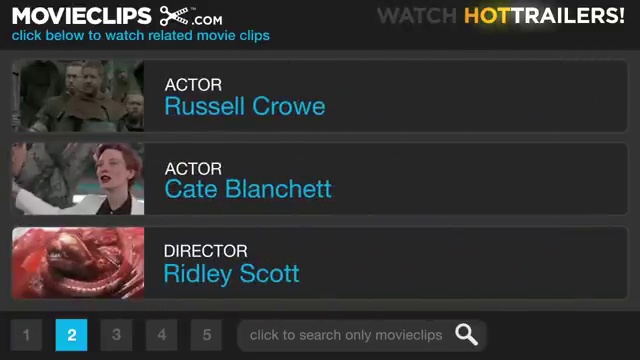 MOVIECLIPS .COM
WATCH HOTTRAILERS!
click below to watch related movie clips
ACTOR
Russell Crowe
ACTOR
Cate Blanchett
DIRECTOR
Ridley Scott
1 2 3 4 5 click to search only movieclips